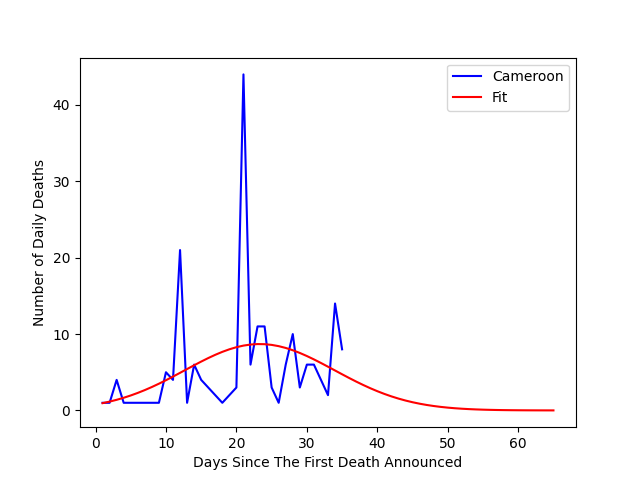 Cameroon
Fit
40
30
20
10
0
Number of Daily Deaths
0 10 20 30 40 50 60
Days Since The First Death Announced